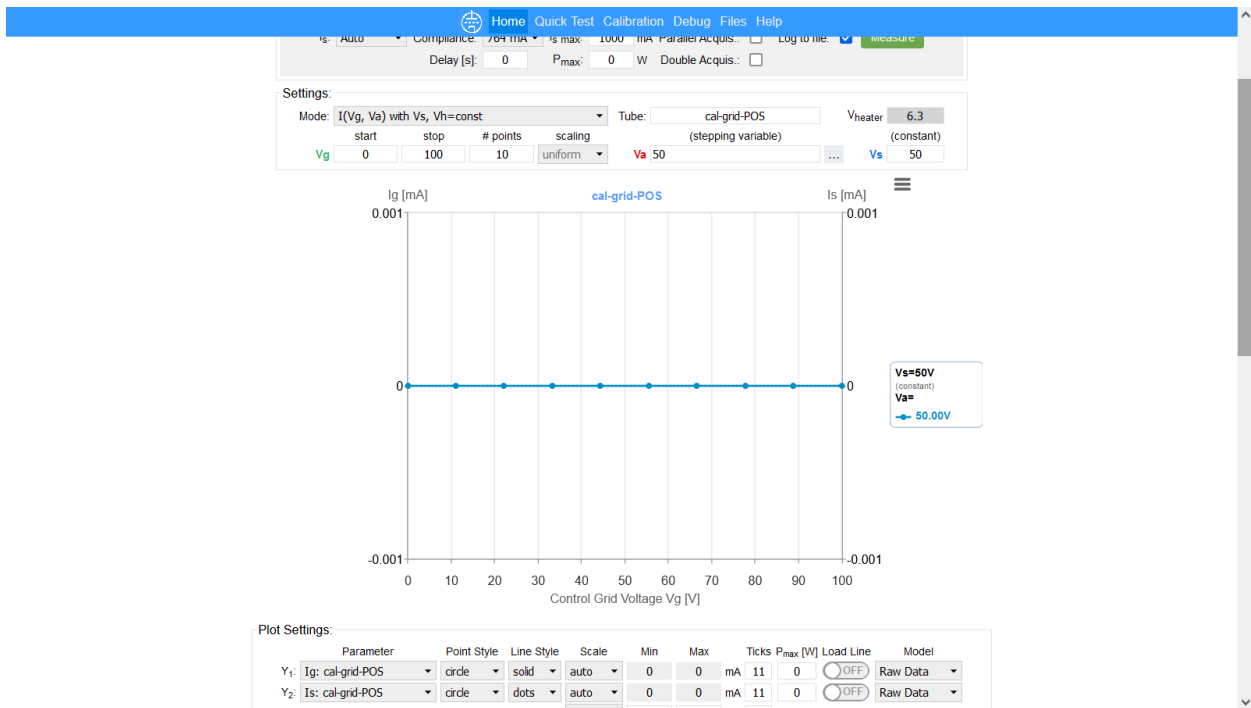 Home Quick Test Calibration Debug Files Help
Is: Auto Compliance: 764 mA Is max: 1000 mA Parallel Acquis.: Log to file: Measure
Delay [s]: 0 Pmax: 0 W Double Acquis.:
Settings:
Mode: I(Vg, Va) with Vs, Vh=const Tube: cal-grid-POS Vheater 6.3
start stop # points scaling (stepping variable) (constant)
Vg 0 100 10 uniform Va 50 ... Vs 50
Ig [mA] cal-grid-POS Is [mA]
0.001 0.001
0 0
Vs=50V
(constant)
Va=
50.00V
-0.001 -0.001
0 10 20 30 40 50 60 70 80 90 100
Control Grid Voltage Vg [V]
Plot Settings:
Parameter Point Style Line Style Scale Min Max Ticks Pmax [W] Load Line Model
Y1: Ig: cal-grid-POS circle solid auto 0 0 mA 11 0 OFF Raw Data
Y2: Is: cal-grid-POS circle dots auto 0 0 mA 11 0 OFF Raw Data